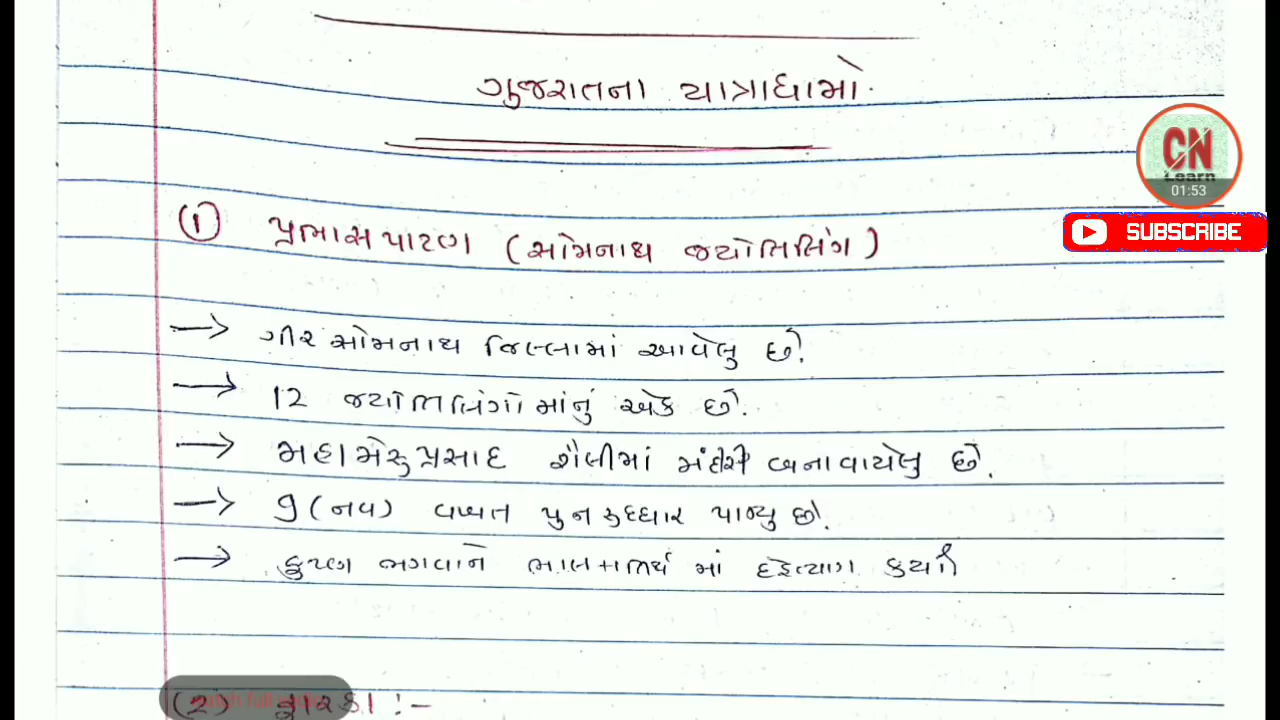 ગુજરાતના યાત્રાધામો.
CN
Learn
01:53
SUBSCRIBE
(1) પ્રભાસપાટણ (સોમનાથ જ્યોતિલિંગ)
→ ગીર સોમનાથ જિલ્લામાં આવેલુ છે.
→ 12 જ્યોતિલિંગોમાંનું એક છે.
→ મહામેરુપ્રસાદ શૈલીમાં મંદીર બનાવાયેલુ છે.
→ 9 (નવ) વખત પુનરુધ્ધાર પામ્યુ છે.
→ કૃષ્ણ ભગવાને ભાલકાતિર્થ માં દેહત્યાગ કર્યો
(2) દ્વારકા :-